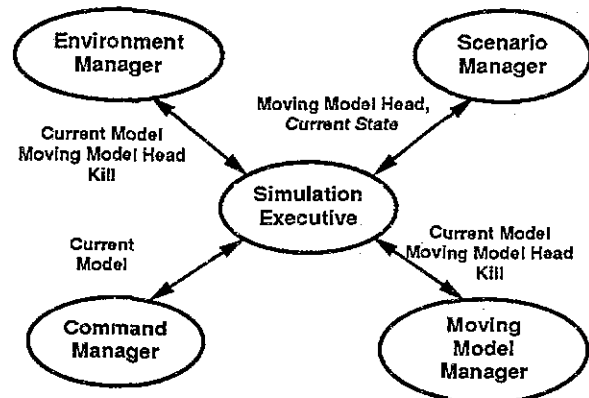 Environment
Manager
Scenario
Manager
Moving Model Head,
Current State
Current Model
Moving Model Head
Kill
Simulation
Executive
Current
Model
Current Model
Moving Model Head
Kill
Command
Manager
Moving
Model
Manager